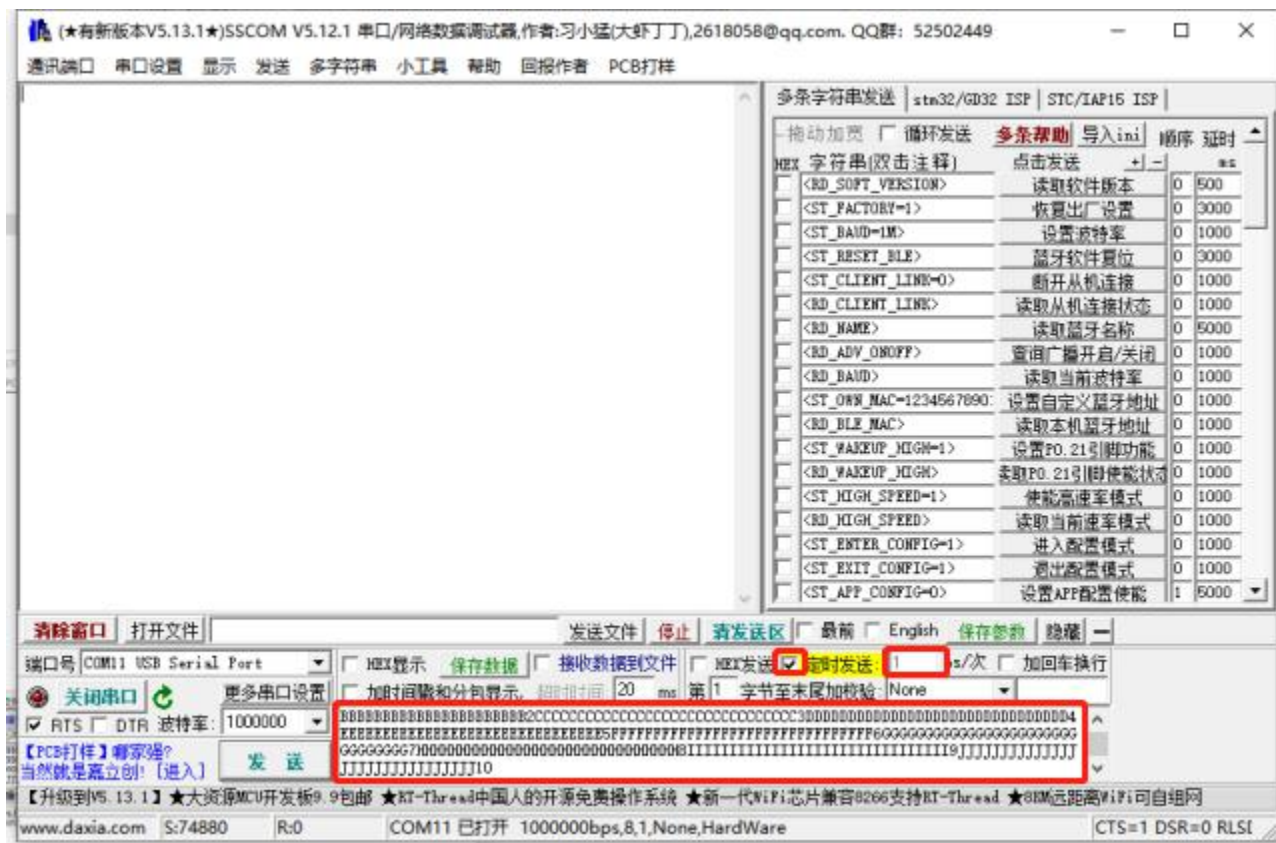 (★有新版本V5.13.1★)SSCOM V5.12.1 串口/网络数据调试器,作者:习小猛(大虾丁丁),2618058@qq.com. QQ群: 52502449
通讯端口 串口设置 显示 发送 多字符串 小工具 帮助 回报作者 PCB打样
多条字符串发送 stm32/GD32 ISP STC/IAP15 ISP
拖动加宽 循环发送 多条帮助 导入ini 顺序 延时
HEX 字符串(双击注释) 点击发送 + - ms
<RD_SOFT_VERSION> 读取软件版本 0 500
<ST_FACTORY=1> 恢复出厂设置 0 3000
<ST_BAUD=1M> 设置波特率 0 1000
<ST_RESET_BLE> 蓝牙软件复位 0 3000
<ST_CLIENT_LINK=0> 断开从机连接 0 1000
<RD_CLIENT_LINK> 读取从机连接状态 0 1000
<RD_NAME> 读取蓝牙名称 0 5000
<RD_ADV_ONOFF> 查询广播开启/关闭 0 1000
<RD_BAUD> 读取当前波特率 0 1000
<ST_OWN_MAC=1234567890 设置自定义蓝牙地址 0 1000
<RD_BLE_MAC> 读取本机蓝牙地址 0 1000
<ST_WAKEUP_HIGH=1> 设置P0.21引脚功能 0 1000
<RD_WAKEUP_HIGH> 读取P0.21引脚使能状态 0 1000
<ST_HIGH_SPEED=1> 使能高速率模式 0 1000
<RD_HIGH_SPEED> 读取当前速率模式 0 1000
<ST_ENTER_CONFIG=1> 进入配置模式 0 1000
<ST_EXIT_CONFIG=1> 退出配置模式 0 1000
<ST_APP_CONFIG=0> 设置APP配置使能 1 5000
清除窗口 打开文件 发送文件 停止 清发送区 最前 English 保存参数 隐藏
端口号 COM11 USB Serial Port HEX显示 保存数据 接收数据到文件 HEX发送 定时发送: 1 ms/次 加回车换行
关闭串口 更多串口设置 加时间戳和分包显示, 超时时间 20 ms 第 1 字节至末尾加校验: None
RTS DTR 波特率: 1000000
【PCB打样】哪家强?
当然就是嘉立创! [进入]
发 送
【升级到V5.13.1】★大资源MCU开发板9.9包邮 ★RT-Thread中国人的开源免费操作系统 ★新一代WiFi芯片兼容8266支持RT-Thread ★8KM远距离WiFi可自组网
www.daxia.com S:74880 R:0 COM11 已打开 1000000bps,8,1,None,HardWare CTS=1 DSR=0 RLSI